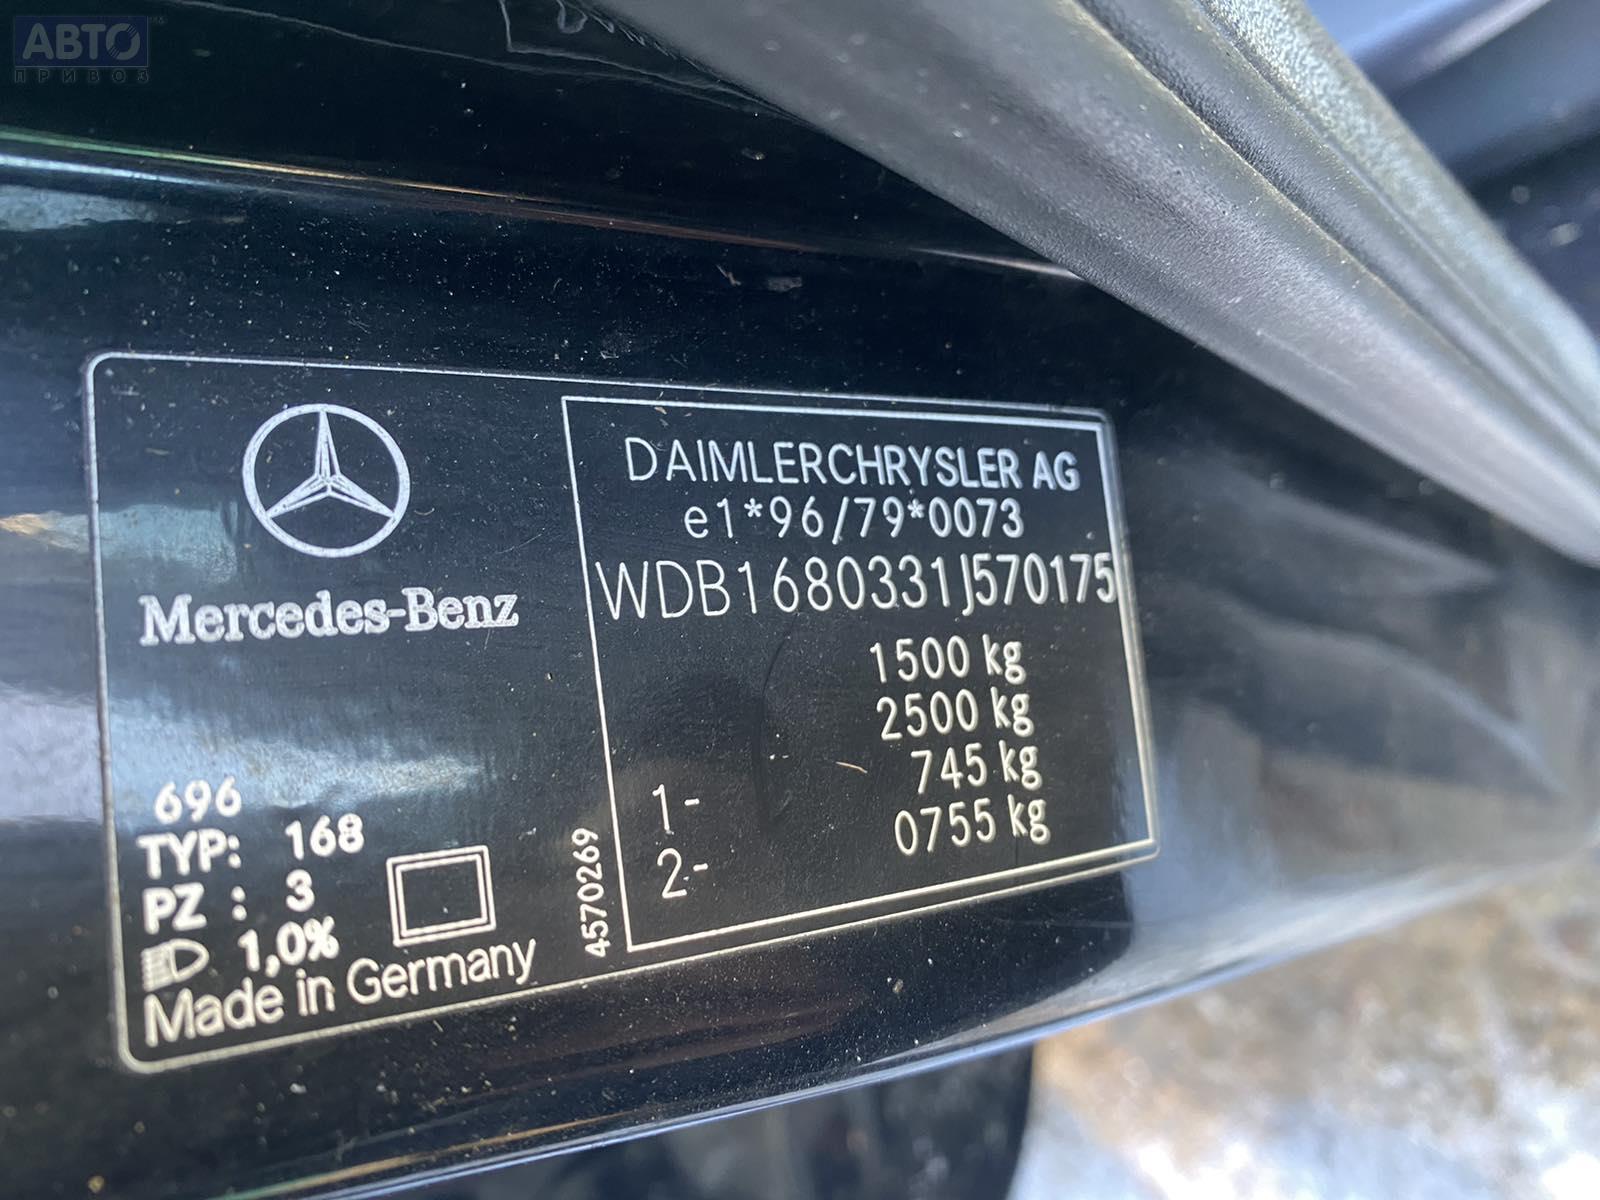 АВТО
ПРИВОЗ
Mercedes-Benz
696
TYP: 168
PZ : 3
1,0%
Made in Germany
4570269
DAIMLERCHRYSLER AG
e1*96/79*0073
WDB1680331J570175
1500 kg
2500 kg
1- 745 kg
2- 0755 kg